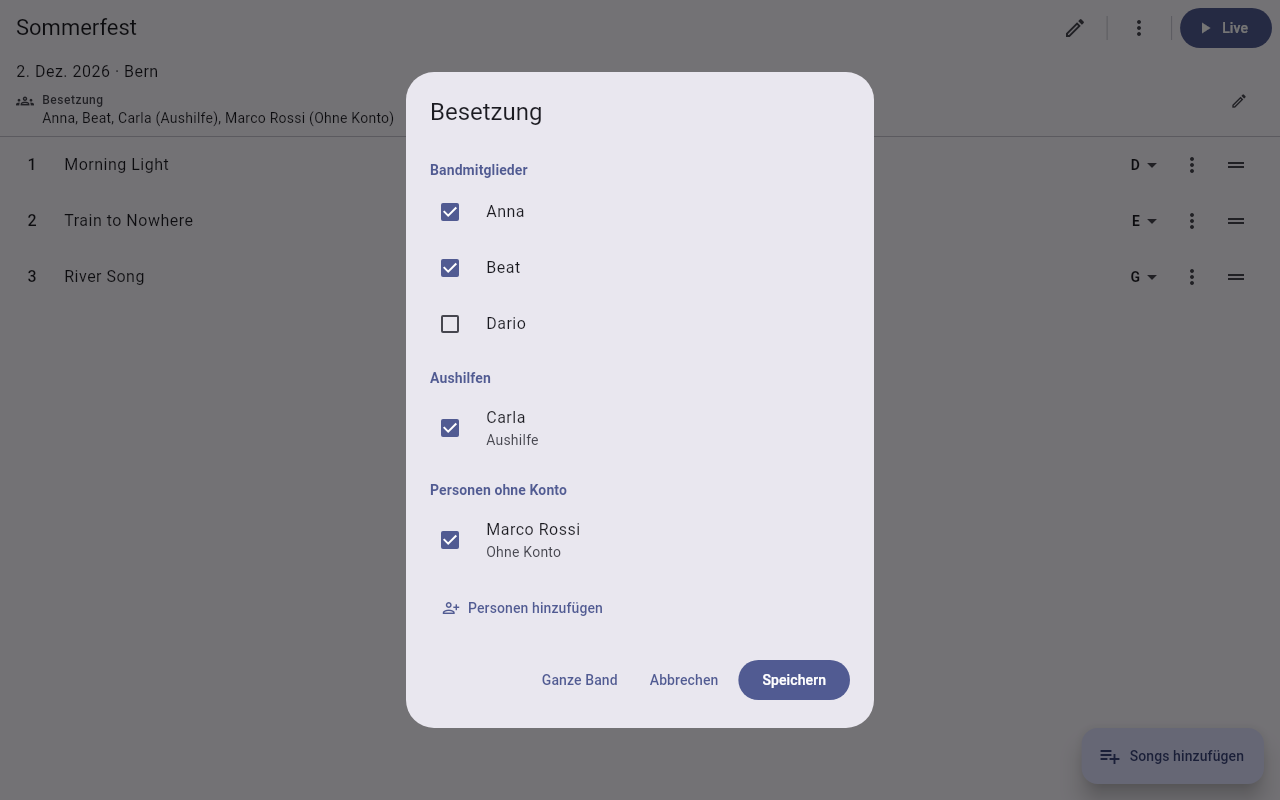 Sommerfest
Live
2. Dez. 2026 · Bern
Besetzung
Anna, Beat, Carla (Aushilfe), Marco Rossi (Ohne Konto)
1 Morning Light D
2 Train to Nowhere E
3 River Song G
Besetzung
Bandmitglieder
Anna
Beat
Dario
Aushilfen
Carla
Aushilfe
Personen ohne Konto
Marco Rossi
Ohne Konto
Personen hinzufügen
Ganze Band Abbrechen Speichern
Songs hinzufügen